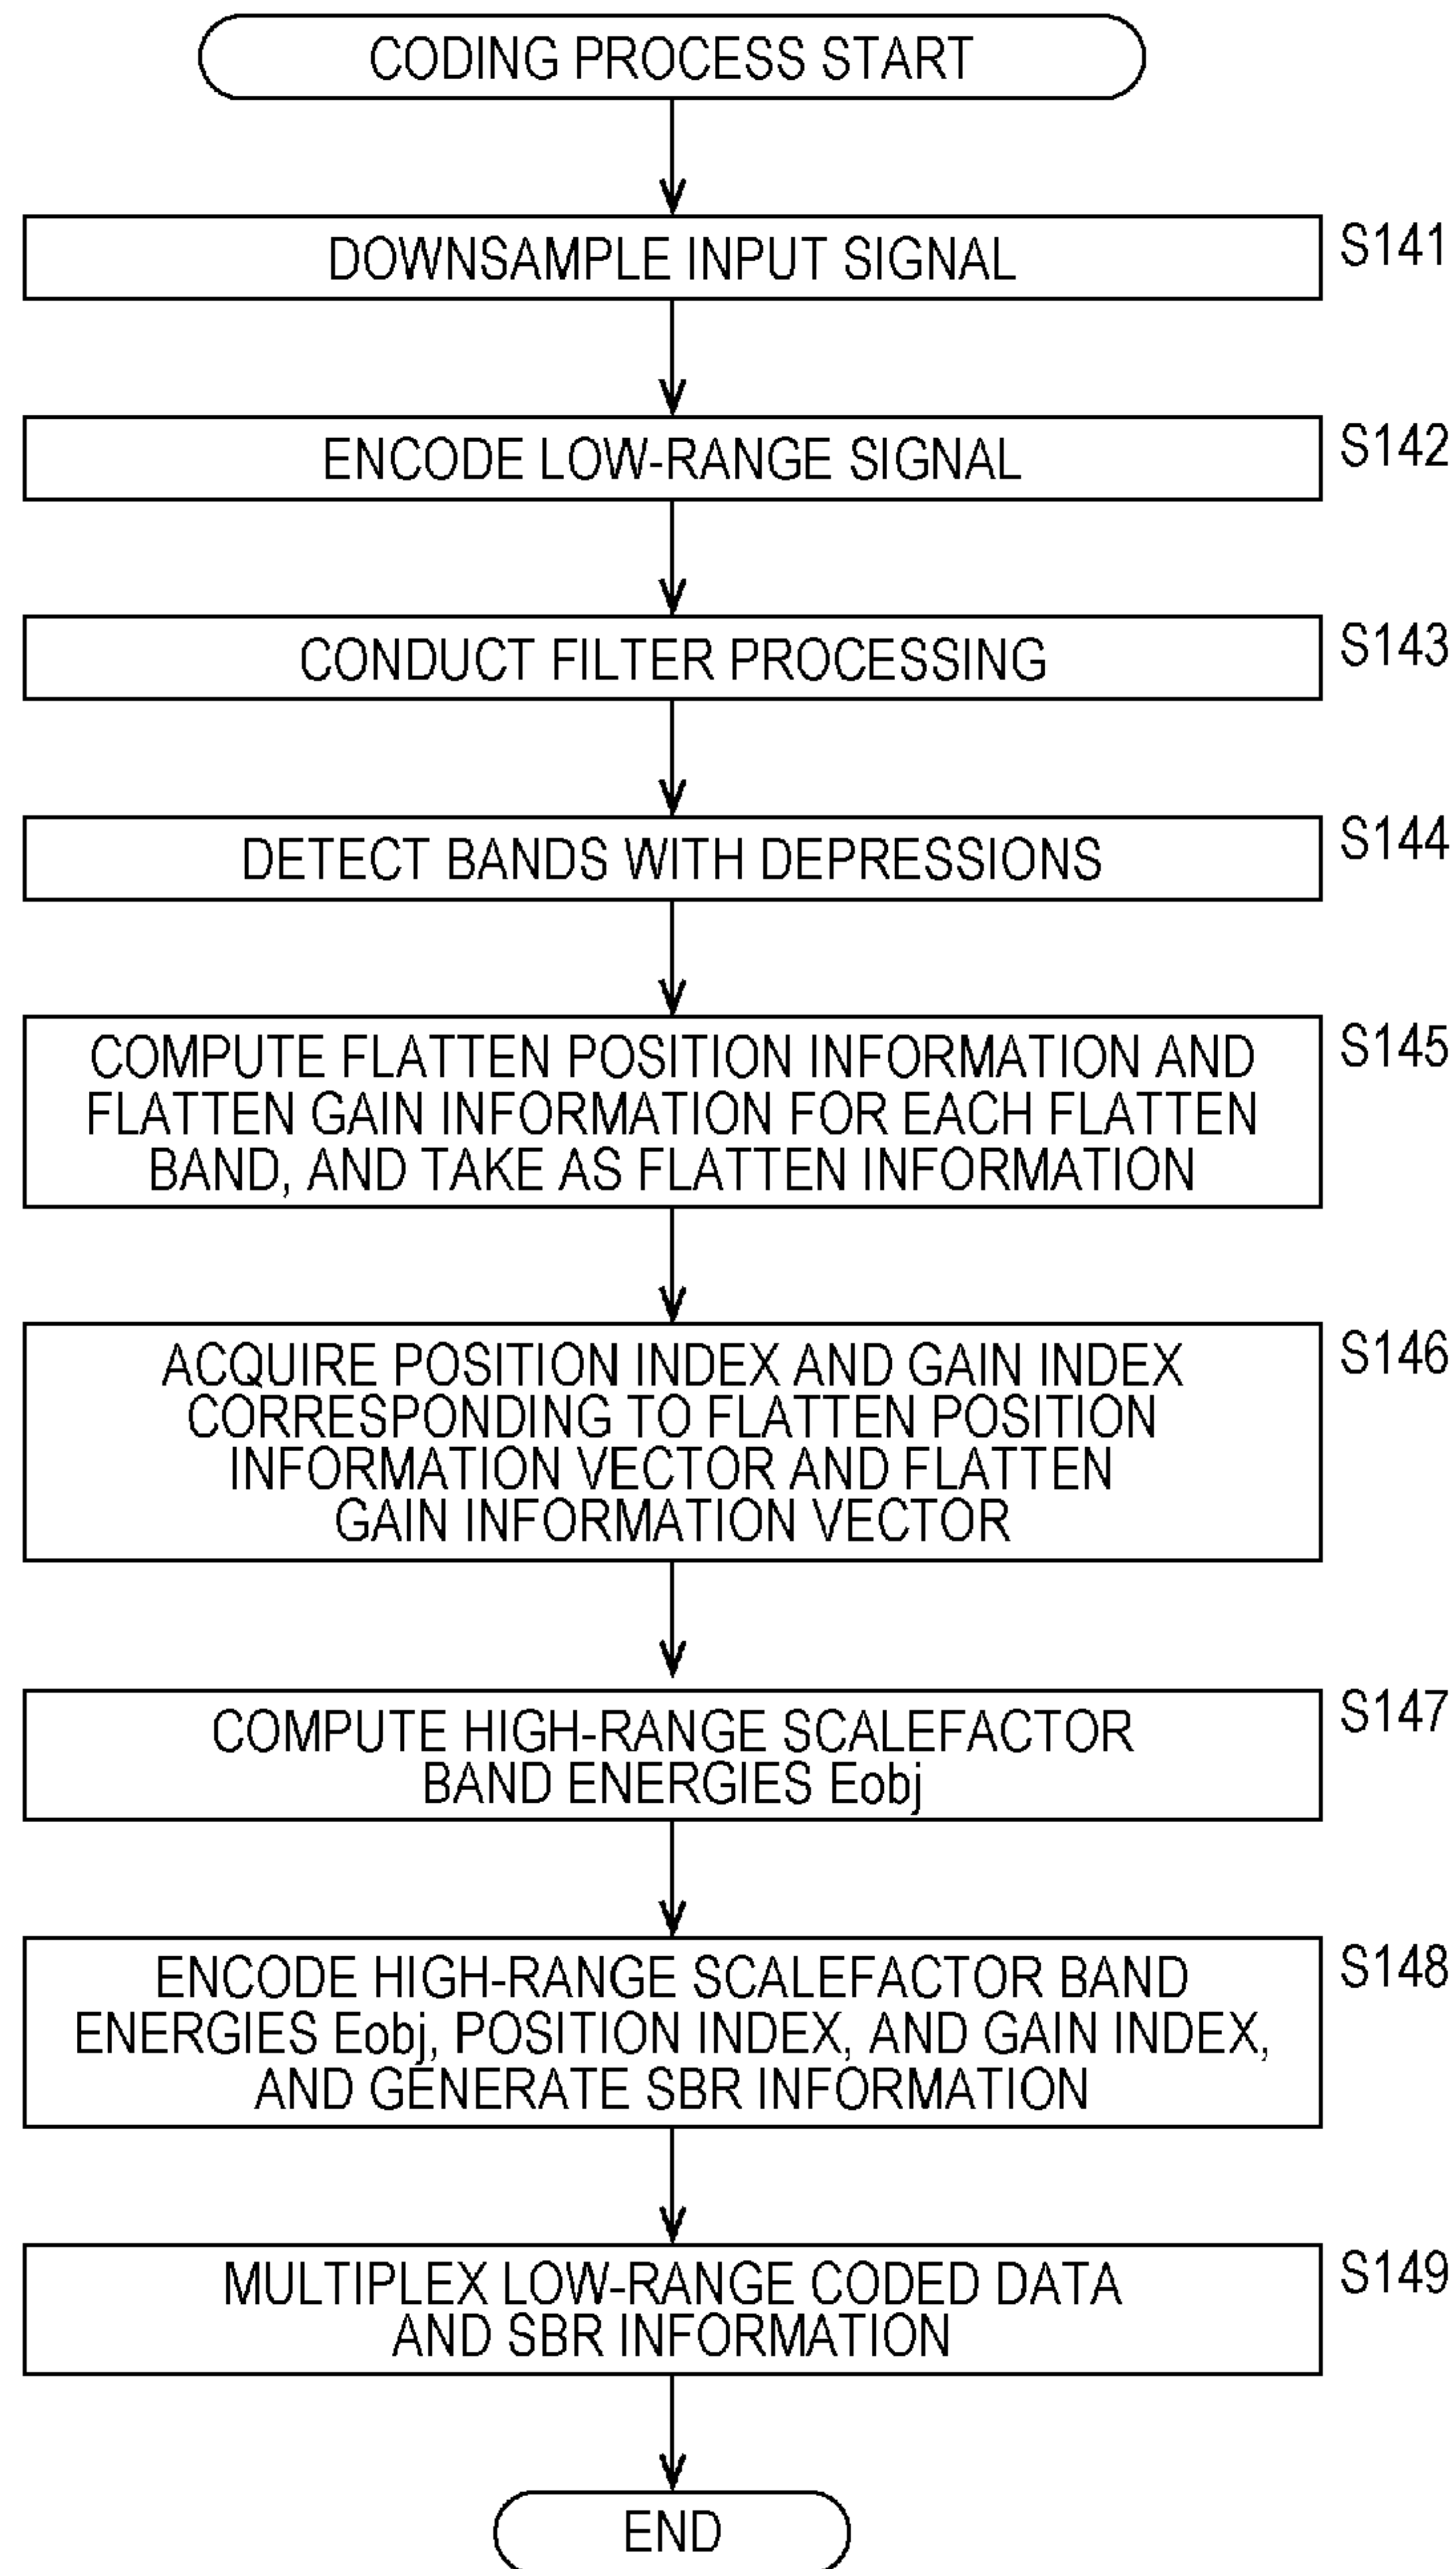 CODING PROCESS START
DOWNSAMPLE INPUT SIGNAL
S141
ENCODE LOW-RANGE SIGNAL
S142
CONDUCT FILTER PROCESSING
S143
DETECT BANDS WITH DEPRESSIONS
S144
COMPUTE FLATTEN POSITION INFORMATION AND
FLATTEN GAIN INFORMATION FOR EACH FLATTEN
BAND, AND TAKE AS FLATTEN INFORMATION
S145
ACQUIRE POSITION INDEX AND GAIN INDEX
CORRESPONDING TO FLATTEN POSITION
INFORMATION VECTOR AND FLATTEN
GAIN INFORMATION VECTOR
S146
COMPUTE HIGH-RANGE SCALEFACTOR
BAND ENERGIES Eobj
S147
ENCODE HIGH-RANGE SCALEFACTOR BAND
ENERGIES Eobj, POSITION INDEX, AND GAIN INDEX,
AND GENERATE SBR INFORMATION
S148
MULTIPLEX LOW-RANGE CODED DATA
AND SBR INFORMATION
S149
END